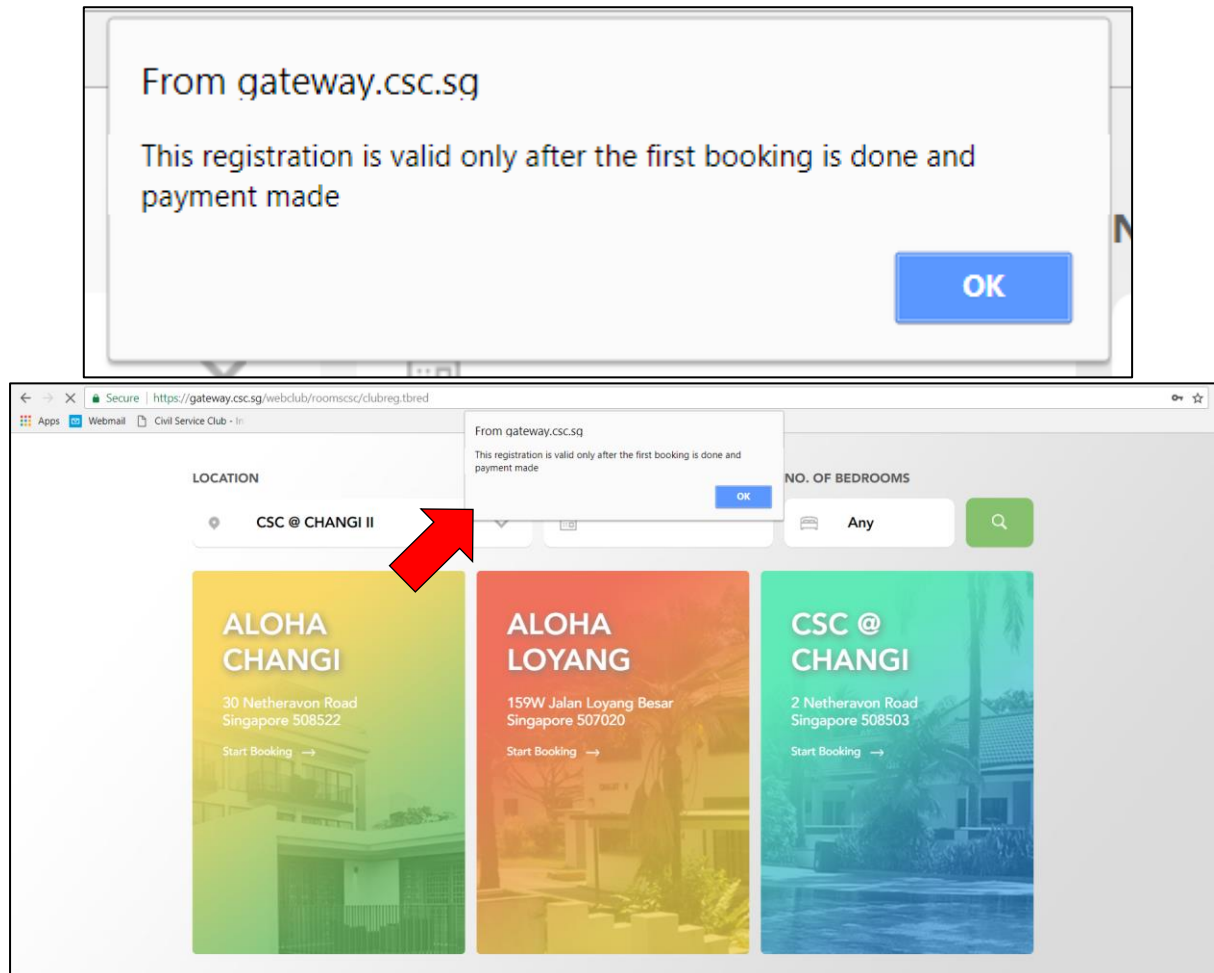 From gateway.csc.sg
This registration is valid only after the first booking is done and
payment made
OK
Secure | https://gateway.csc.sg/webclub/roomscsc/clubreg.tbred
Apps Webmail Civil Service Club - In
From gateway.csc.sg
This registration is valid only after the first booking is done and
payment made
OK
LOCATION
NO. OF BEDROOMS
CSC @ CHANGI II
Any
ALOHA
CHANGI
30 Netheravon Road
Singapore 508522
Start Booking →
ALOHA
LOYANG
159W Jalan Loyang Besar
Singapore 507020
Start Booking →
CSC @
CHANGI
2 Netheravon Road
Singapore 508503
Start Booking →